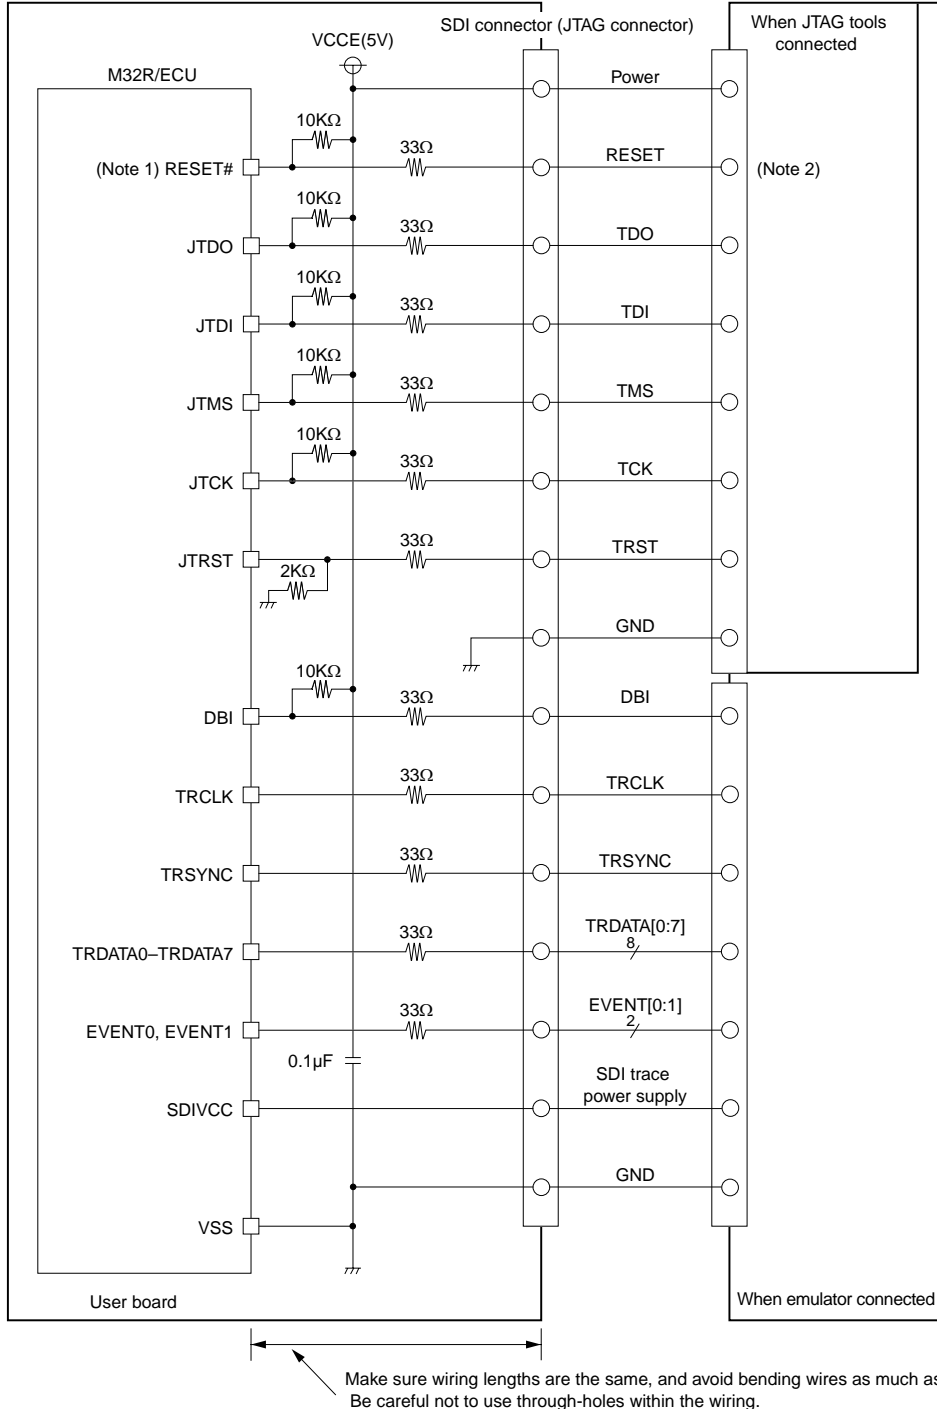 SDI connector (JTAG connector)
When JTAG tools
connected
VCCE(5V)
M32R/ECU
Power
10KΩ
33Ω
(Note 1) RESET#
RESET
(Note 2)
10KΩ
33Ω
JTDO
TDO
10KΩ
33Ω
JTDI
TDI
10KΩ
33Ω
JTMS
TMS
10KΩ
33Ω
JTCK
TCK
33Ω
JTRST
TRST
2KΩ
GND
10KΩ
33Ω
DBI
DBI
33Ω
TRCLK
TRCLK
33Ω
TRSYNC
TRSYNC
33Ω
TRDATA[0:7]
8
TRDATA0–TRDATA7
33Ω
EVENT[0:1]
2
EVENT0, EVENT1
0.1µF
SDI trace
power supply
SDIVCC
GND
VSS
User board
When emulator connected
Make sure wiring lengths are the same, and avoid bending wires as much as
Be careful not to use through-holes within the wiring.